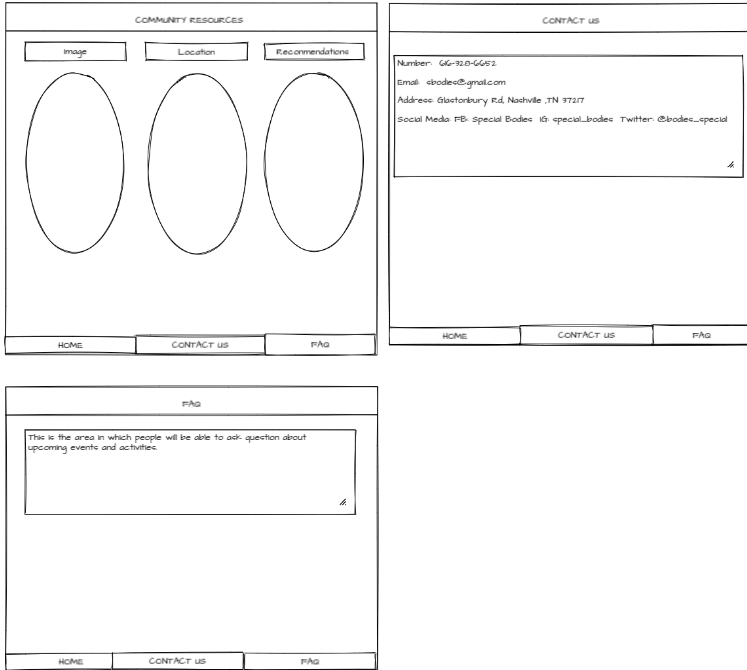 COMMUNITY RESOURCES
Image
Location
Recommendations
HOME
CONTACT US
FAQ
CONTACT US
Number: 616-328-6652
Email: sbodies@gmail.com
Address: Glastonbury Rd, Nashville ,TN 37217
Social Media: FB: Special Bodies IG: special_bodies Twitter: @bodies_special
HOME
CONTACT US
FAQ
FAQ
This is the area in which people will be able to ask question about
upcoming events and activities.
HOME
CONTACT US
FAQ